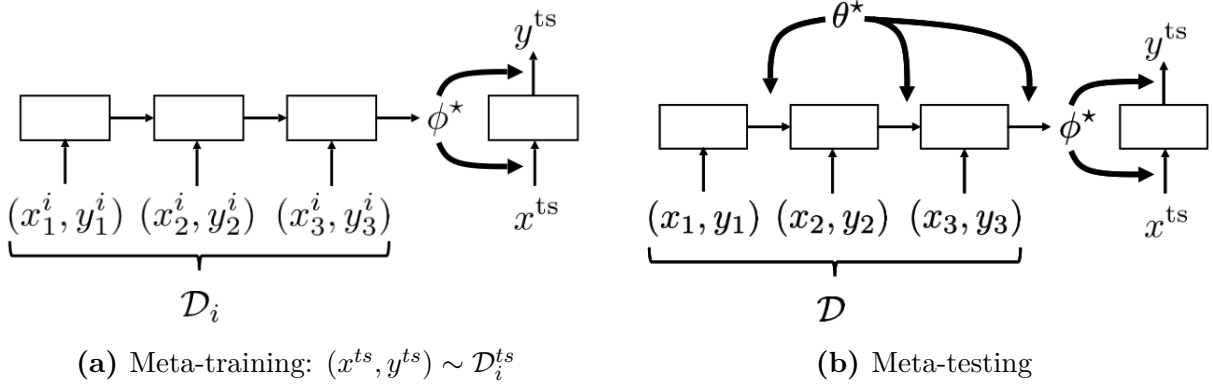 θ*
y^ts y^ts
ϕ* ϕ*
(x_1^i, y_1^i) (x_2^i, y_2^i) (x_3^i, y_3^i) x^ts (x_1, y_1) (x_2, y_2) (x_3, y_3) x^ts
𝒟_i 𝒟
(a) Meta-training: (x^ts, y^ts) ∼ 𝒟_i^ts (b) Meta-testing